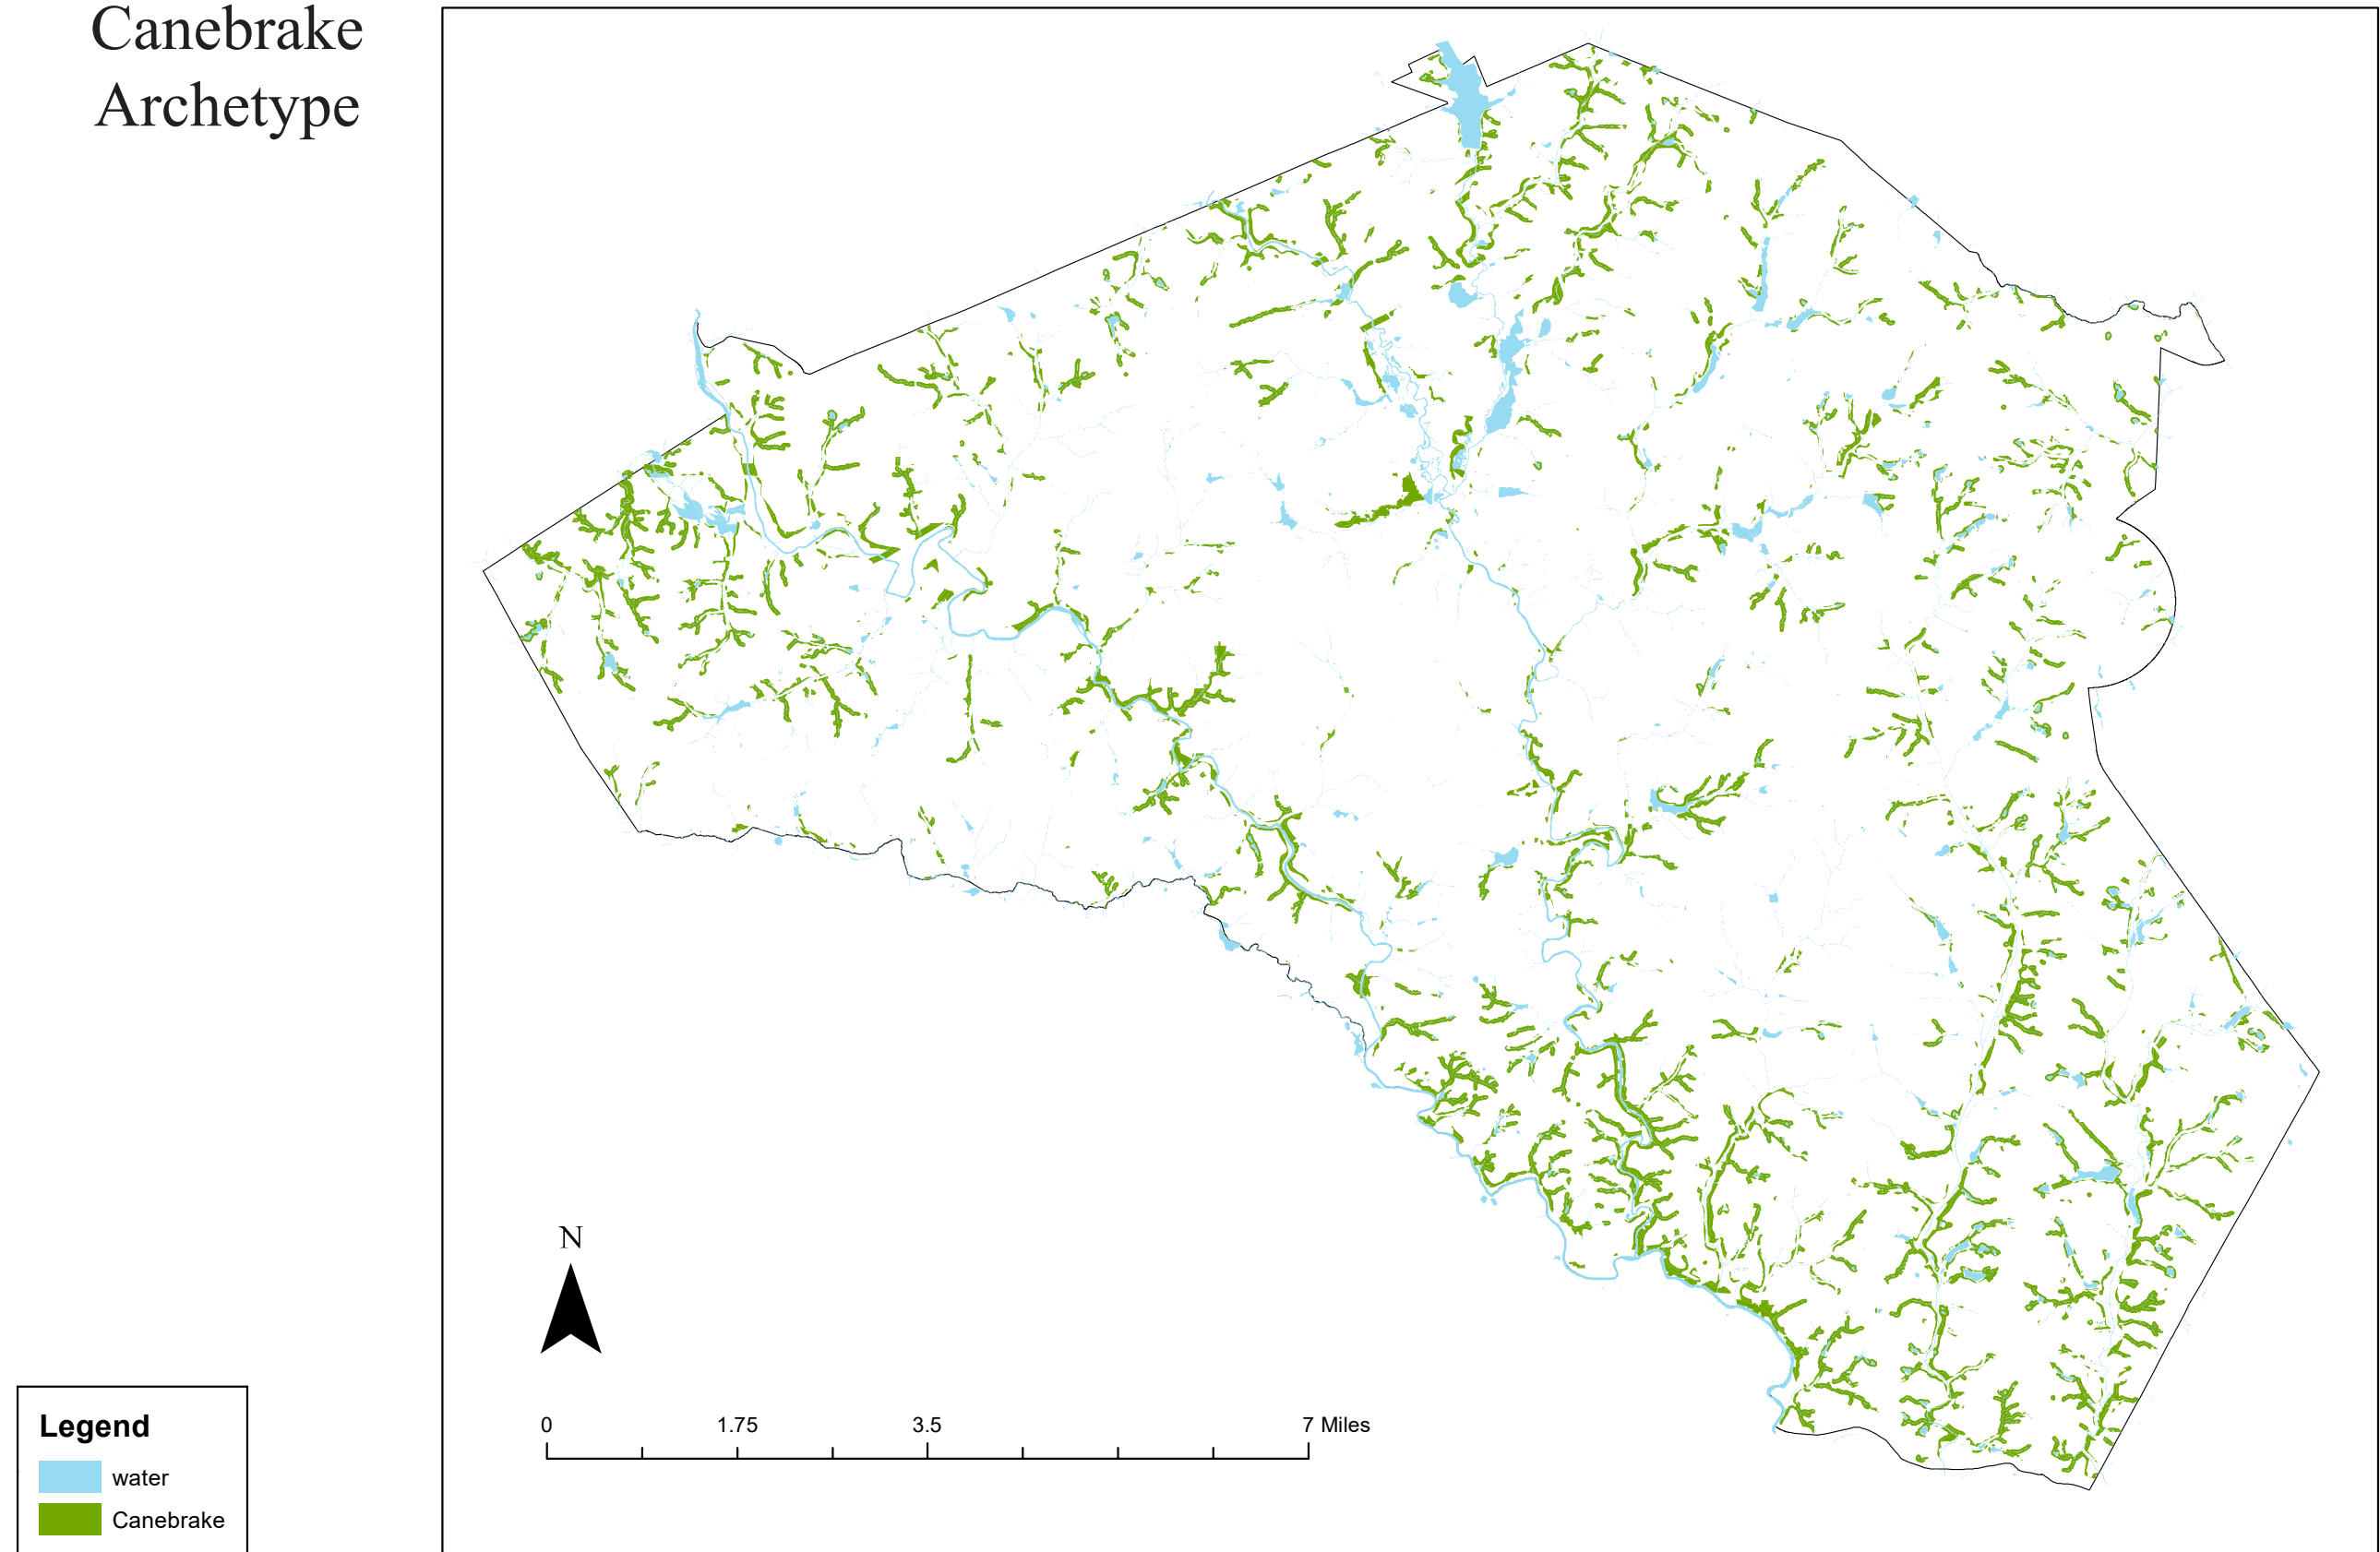 Canebrake
Archetype
N
0 1.75 3.5 7 Miles
Legend
water
Canebrake